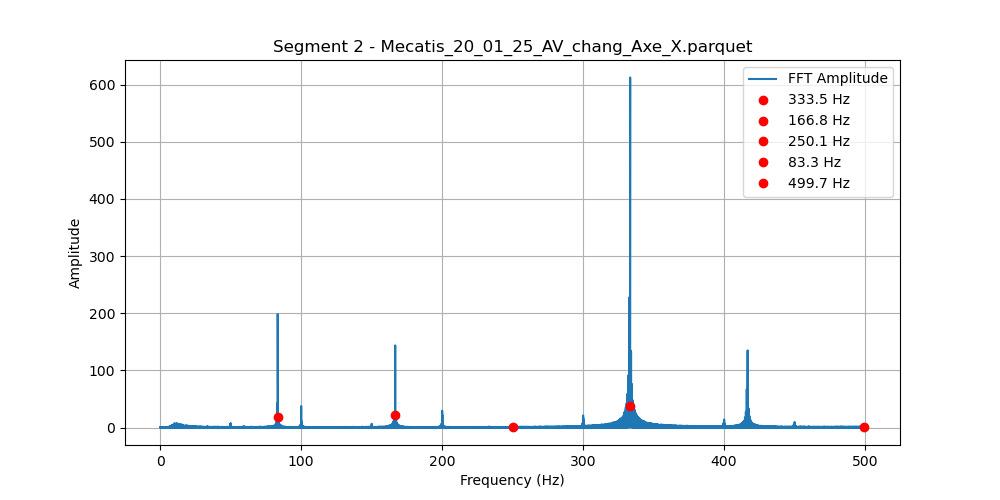 Segment 2 - Mecatis_20_01_25_AV_chang_Axe_X.parquet
FFT Amplitude
333.5 Hz
166.8 Hz
250.1 Hz
83.3 Hz
499.7 Hz
Amplitude
600
500
400
300
200
100
0
0 100 200 300 400 500
Frequency (Hz)